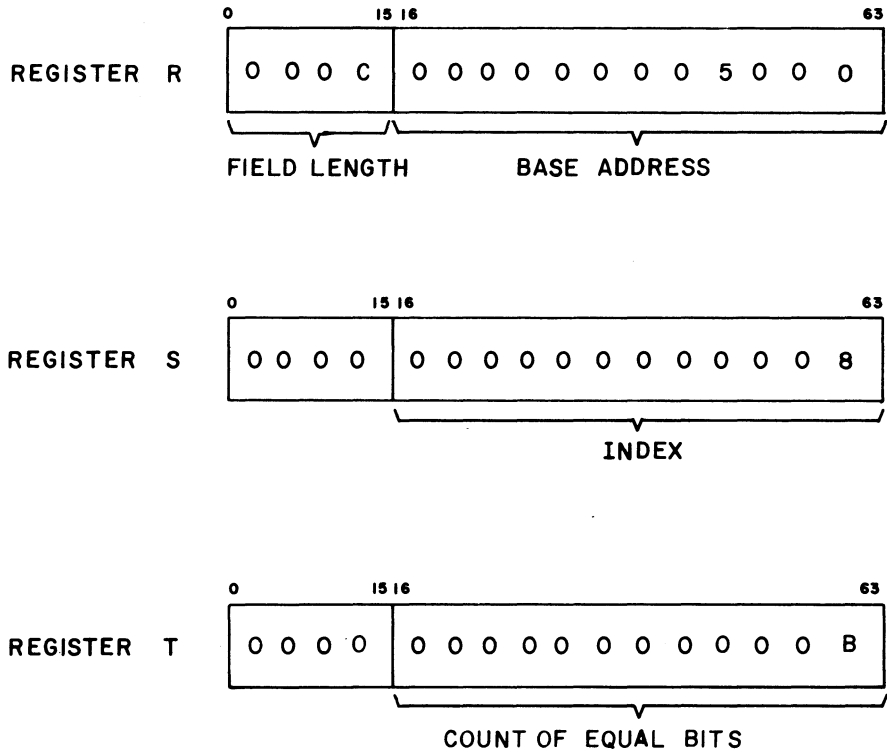 0 15 16 63
REGISTER R 0 0 0 C 0 0 0 0 0 0 0 0 5 0 0 0
FIELD LENGTH BASE ADDRESS
0 15 16 63
REGISTER S 0 0 0 0 0 0 0 0 0 0 0 0 0 0 0 8
INDEX
0 15 16 63
REGISTER T 0 0 0 0 0 0 0 0 0 0 0 0 0 0 0 B
COUNT OF EQUAL BITS